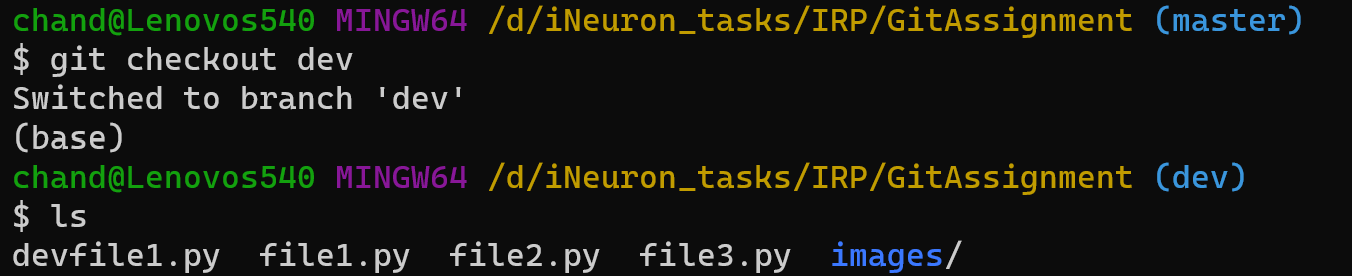 chand@Lenovos540 MINGW64 /d/iNeuron_tasks/IRP/GitAssignment (master)
$ git checkout dev
Switched to branch 'dev'
(base)
chand@Lenovos540 MINGW64 /d/iNeuron_tasks/IRP/GitAssignment (dev)
$ ls
devfile1.py  file1.py  file2.py  file3.py  images/